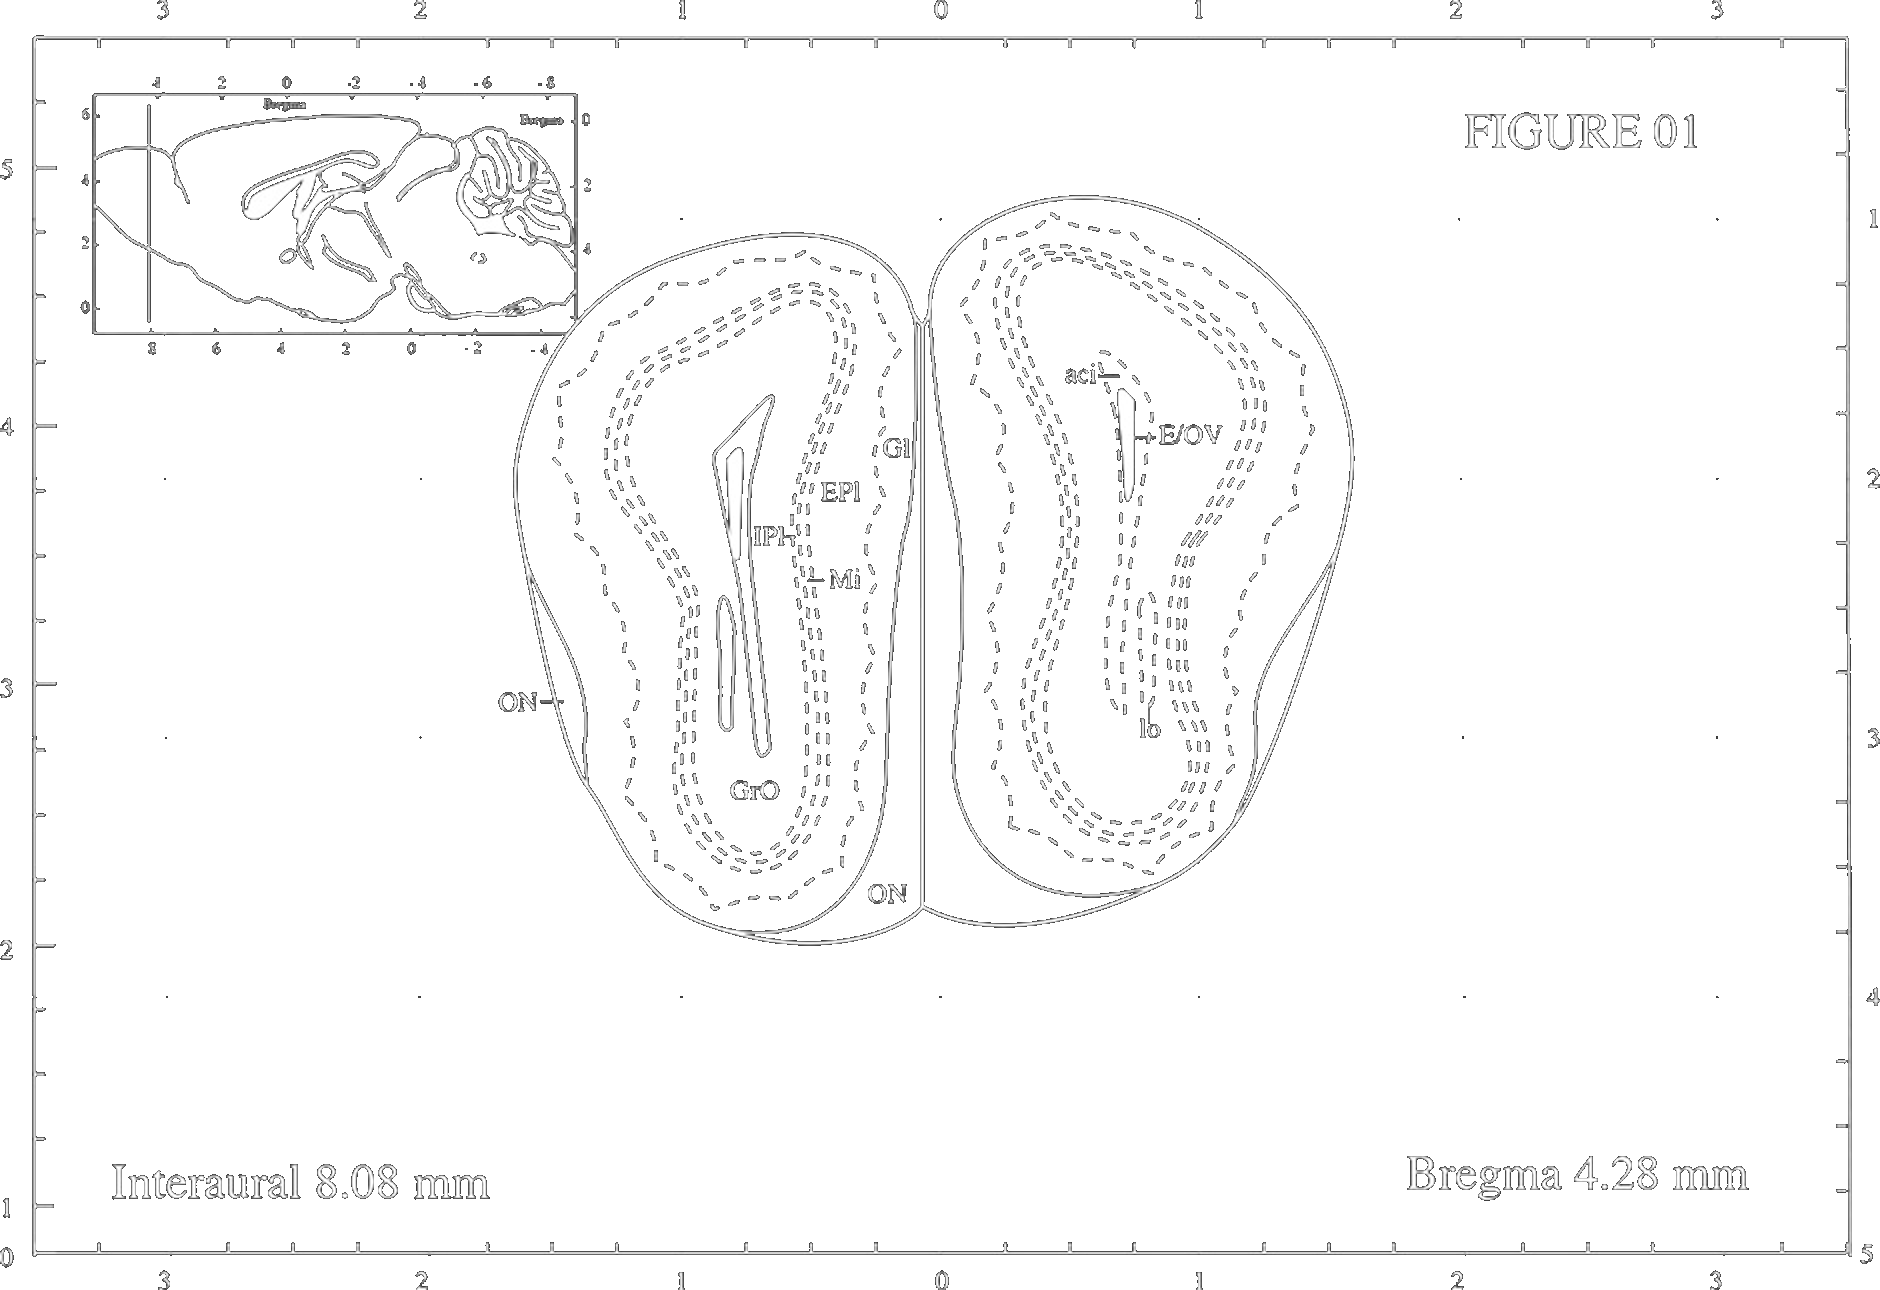 3 2 1 0 1 2 3
4 2 0 -2 -4 -6 -8
Bregma
6 Bregma 0
FIGURE 01
5
4 2
1
2 4
0
8 6 4 2 0 -2 -4
aci
4 E/OV
Gl
2
EPl
IPl
Mi
3
ON
lo
3
GrO
ON
2
4
Interaural 8.08 mm Bregma 4.28 mm
1
0 5
3 2 1 0 1 2 3